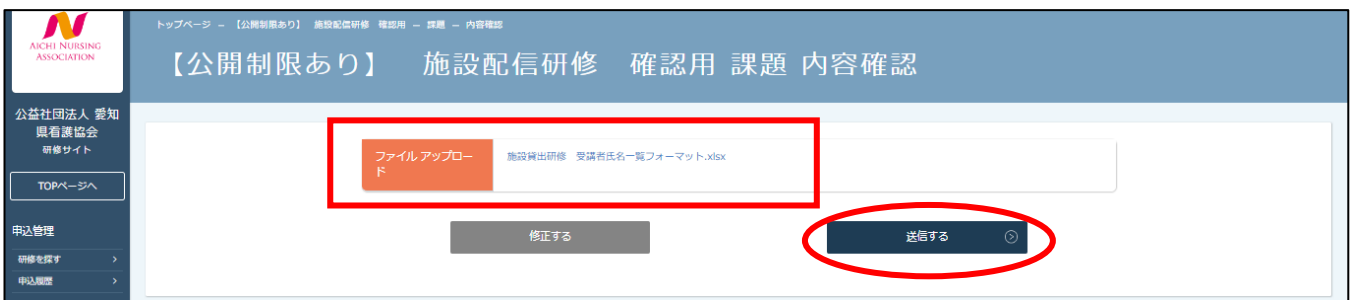 AICHI NURSING
ASSOCIATION
公益社団法人 愛知
県看護協会
研修サイト
TOPページへ
申込管理
研修を探す
申込履歴
トップページ － 【公開制限あり】 施設配信研修 確認用 － 課題 － 内容確認
【公開制限あり】 施設配信研修 確認用 課題 内容確認
ファイル アップロー
ド
施設貸出研修 受講者氏名一覧フォーマット.xlsx
修正する
送信する